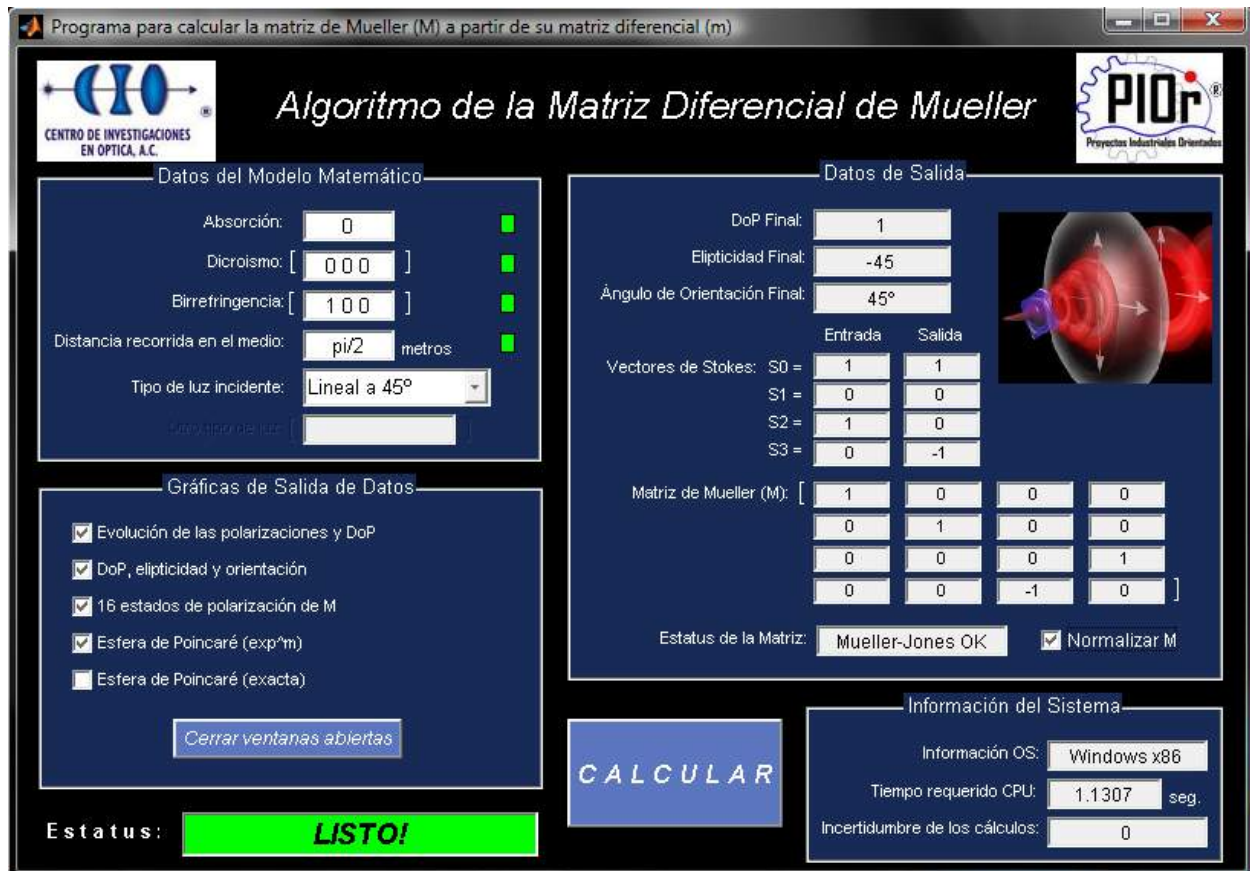 Programa para calcular la matriz de Mueller (M) a partir de su matriz diferencial (m)
CIO ®
CENTRO DE INVESTIGACIONES
EN OPTICA, A.C.
Algoritmo de la Matriz Diferencial de Mueller
PIOr ®
Proyectos Industriales Orientados
Datos del Modelo Matemático
Absorción: 0
Dicroismo: [ 0 0 0 ]
Birrefringencia: [ 1 0 0 ]
Distancia recorrida en el medio: pi/2 metros
Tipo de luz incidente: Lineal a 45º
Gráficas de Salida de Datos
Evolución de las polarizaciones y DoP
DoP, elipticidad y orientación
16 estados de polarización de M
Esfera de Poincaré (exp^m)
Esfera de Poincaré (exacta)
Cerrar ventanas abiertas
Estatus: LISTO!
Datos de Salida
DoP Final: 1
Elipticidad Final: -45
Ángulo de Orientación Final: 45º
Entrada Salida
Vectores de Stokes: S0 = 1 1
S1 = 0 0
S2 = 1 0
S3 = 0 -1
Matriz de Mueller (M): [ 1 0 0 0
0 1 0 0
0 0 0 1
0 0 -1 0 ]
Estatus de la Matriz: Mueller-Jones OK Normalizar M
CALCULAR
Información del Sistema
Información OS: Windows x86
Tiempo requerido CPU: 1.1307 seg.
Incertidumbre de los cálculos: 0